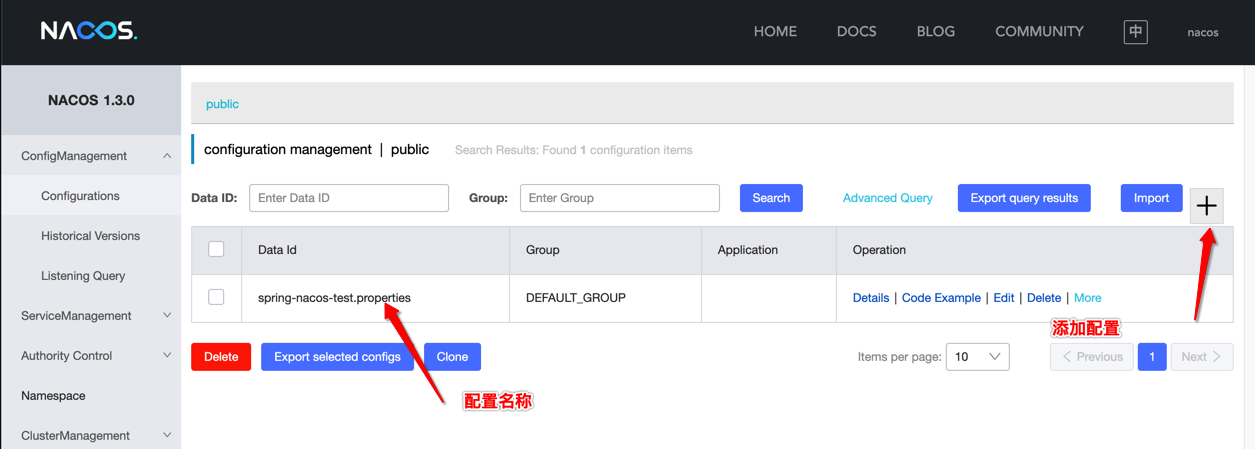 NACOS.
HOME DOCS BLOG COMMUNITY 中 nacos
NACOS 1.3.0
ConfigManagement
Configurations
Historical Versions
Listening Query
ServiceManagement
Authority Control
Namespace
ClusterManagement
public
configuration management | public Search Results: Found 1 configuration items
Data ID: Enter Data ID Group: Enter Group Search Advanced Query Export query results Import
Data Id Group Application Operation
spring-nacos-test.properties DEFAULT_GROUP Details | Code Example | Edit | Delete | More
添加配置
Delete Export selected configs Clone Items per page: 10 Previous 1 Next
配置名称